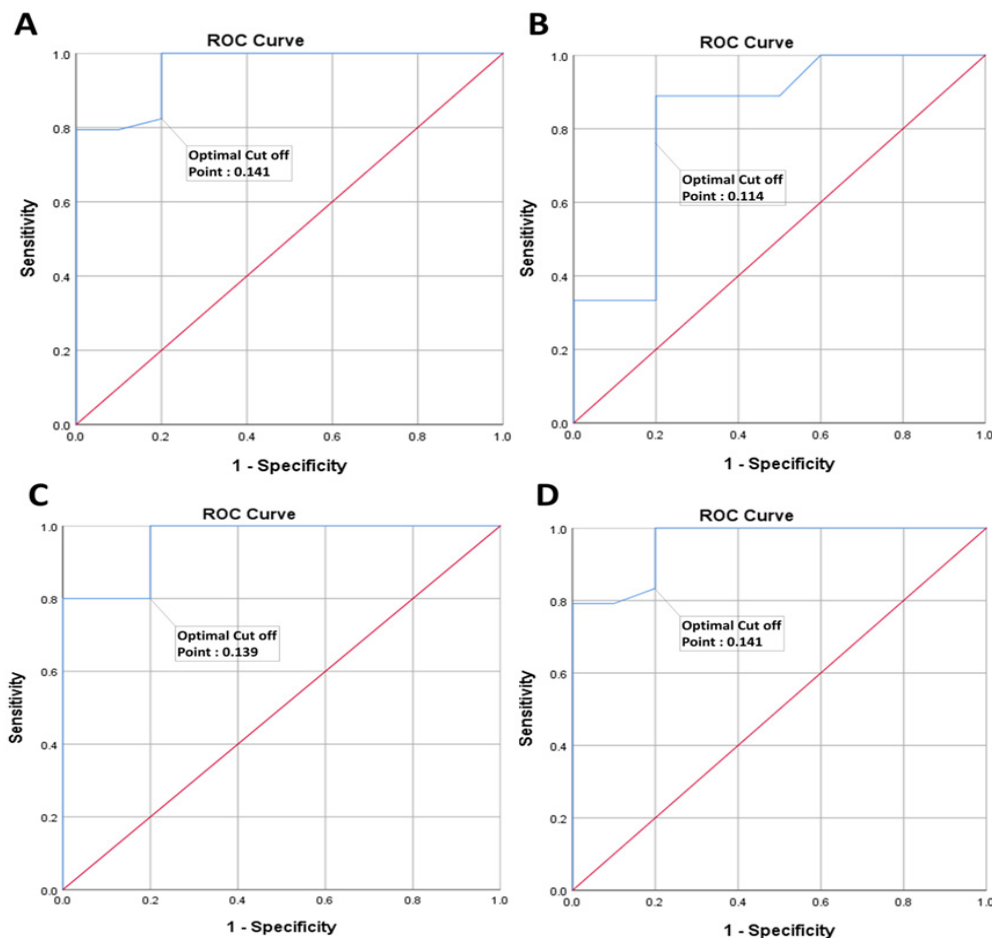 A
ROC Curve
1.0
0.8
0.6
0.4
0.2
0.0
Sensitivity
Optimal Cut off
Point : 0.141
0.0 0.2 0.4 0.6 0.8 1.0
1 - Specificity
B
ROC Curve
1.0
0.8
0.6
0.4
0.2
0.0
Sensitivity
Optimal Cut off
Point : 0.114
0.0 0.2 0.4 0.6 0.8 1.0
1 - Specificity
C
ROC Curve
1.0
0.8
0.6
0.4
0.2
0.0
Sensitivity
Optimal Cut off
Point : 0.139
0.0 0.2 0.4 0.6 0.8 1.0
1 - Specificity
D
ROC Curve
1.0
0.8
0.6
0.4
0.2
0.0
Sensitivity
Optimal Cut off
Point : 0.141
0.0 0.2 0.4 0.6 0.8 1.0
1 - Specificity